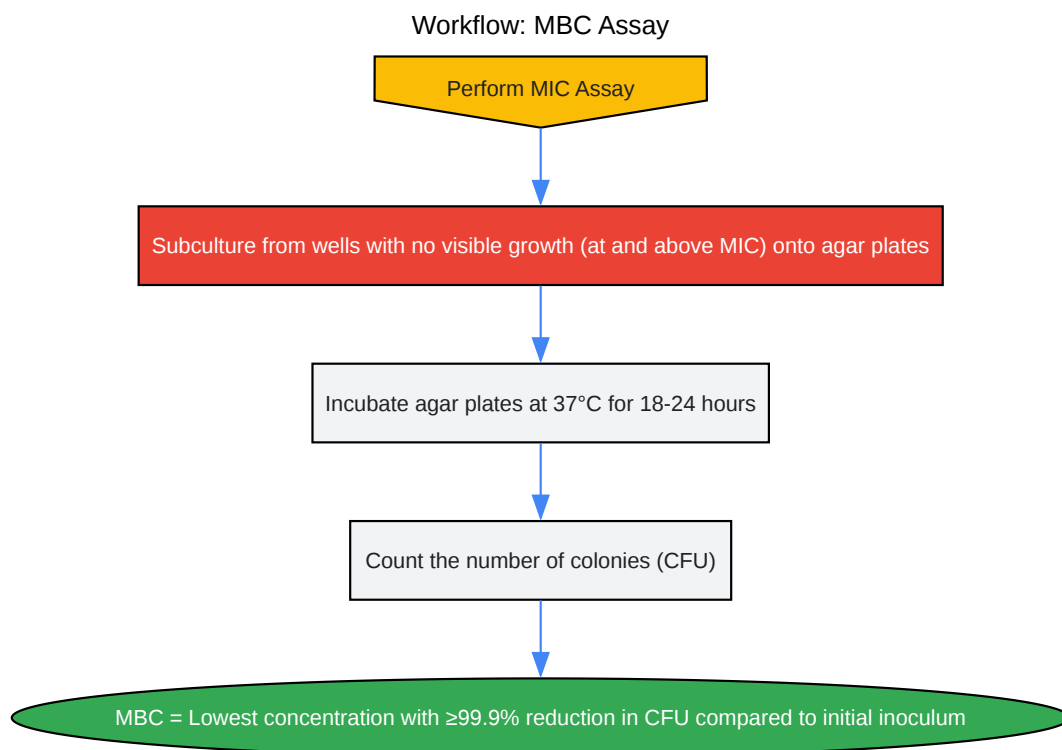 Workflow: MBC Assay
Perform MIC Assay
Subculture from wells with no visible growth (at and above MIC) onto agar plates
Incubate agar plates at 37°C for 18-24 hours
Count the number of colonies (CFU)
MBC = Lowest concentration with ≥99.9% reduction in CFU compared to initial inoculum